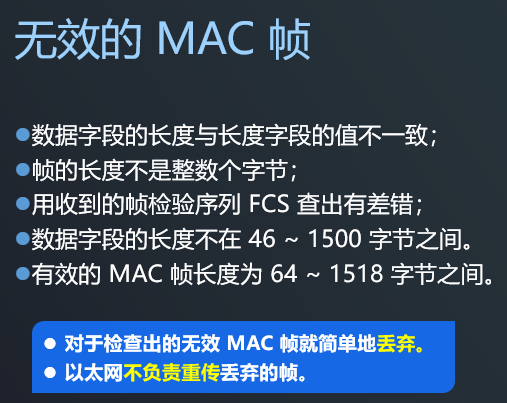 无效的 MAC 帧
●数据字段的长度与长度字段的值不一致；
●帧的长度不是整数个字节；
●用收到的帧检验序列 FCS 查出有差错；
●数据字段的长度不在 46 ~ 1500 字节之间。
●有效的 MAC 帧长度为 64 ~ 1518 字节之间。
● 对于检查出的无效 MAC 帧就简单地丢弃。
● 以太网不负责重传丢弃的帧。